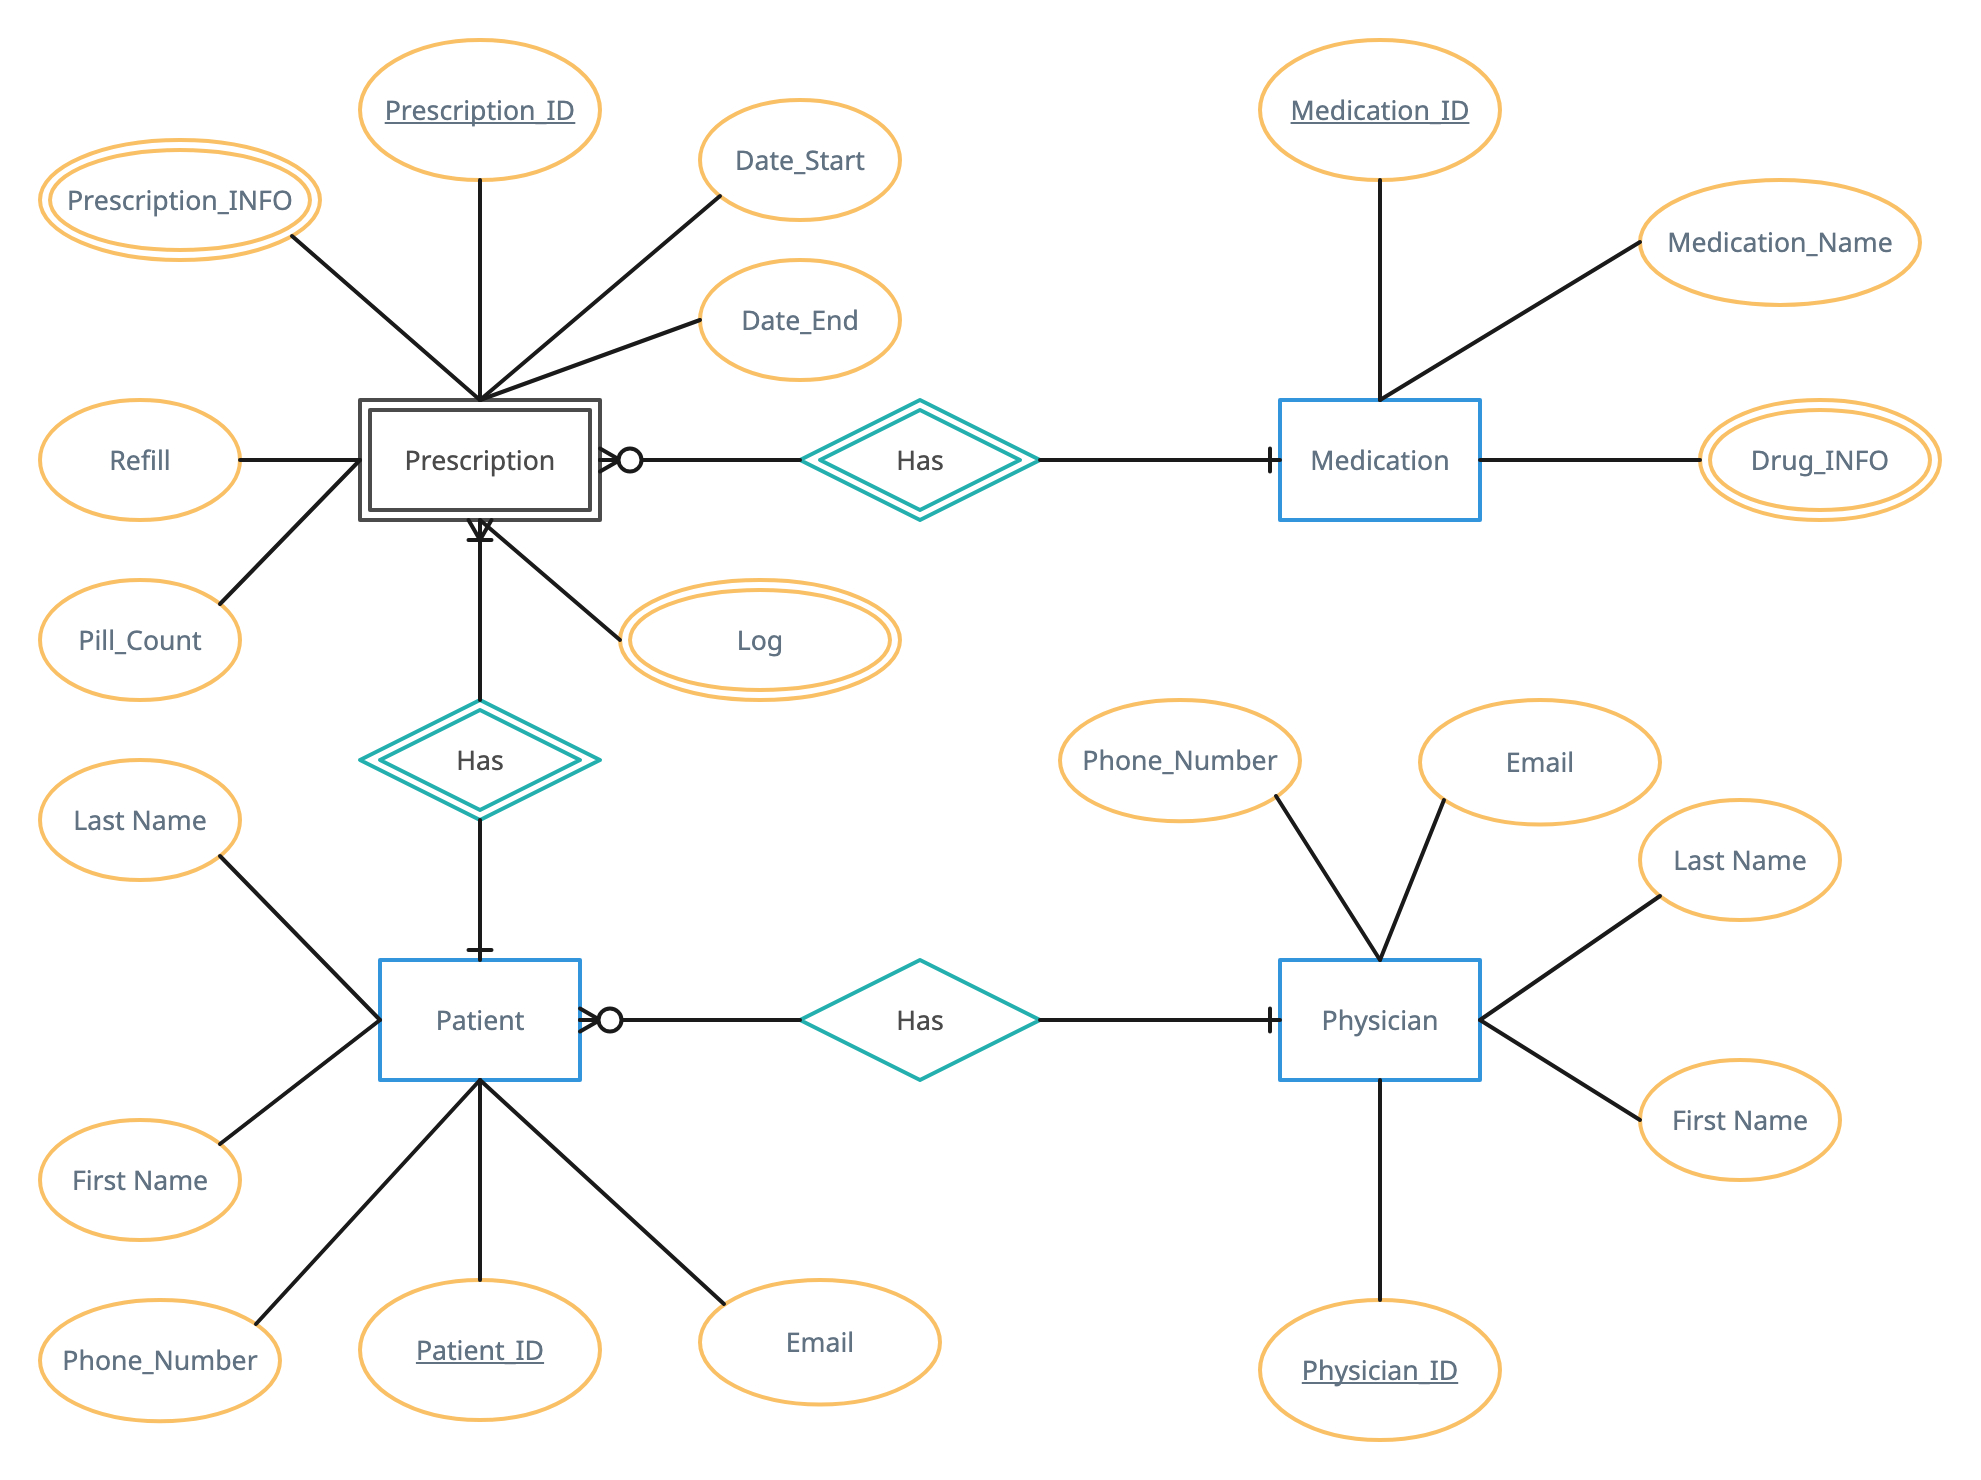 Prescription_ID
Medication_ID
Date_Start
Prescription_INFO
Medication_Name
Date_End
Refill
Prescription
Has
Medication
Drug_INFO
Pill_Count
Log
Has
Phone_Number
Email
Last Name
Last Name
Patient
Has
Physician
First Name
First Name
Phone_Number
Patient_ID
Email
Physician_ID